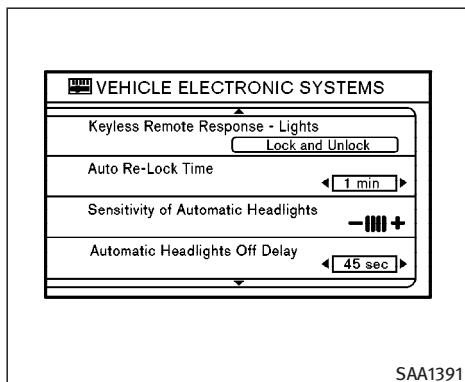 VEHICLE ELECTRONIC SYSTEMS
Keyless Remote Response - Lights
Lock and Unlock
Auto Re-Lock Time
1 min
Sensitivity of Automatic Headlights
Automatic Headlights Off Delay
45 sec
SAA1391